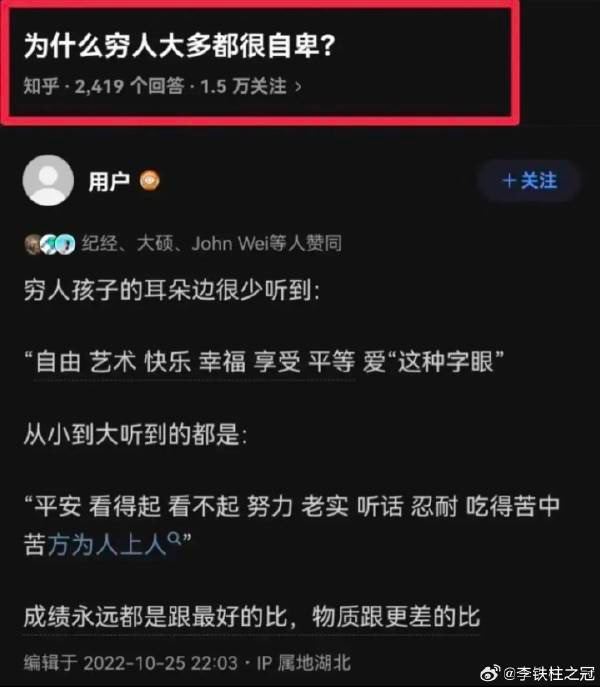 为什么穷人大多都很自卑？
知乎 · 2,419 个回答 · 1.5 万关注 >
用户
+关注
纪经、大硕、John Wei等人赞同
穷人孩子的耳朵边很少听到：
“自由 艺术 快乐 幸福 享受 平等 爱“这种字眼”
从小到大听到的都是：
“平安 看得起 看不起 努力 老实 听话 忍耐 吃得苦中
苦方为人上人”
成绩永远都是跟最好的比，物质跟更差的比
编辑于 2022-10-25 22:03 · IP 属地湖北
@李铁柱之冠